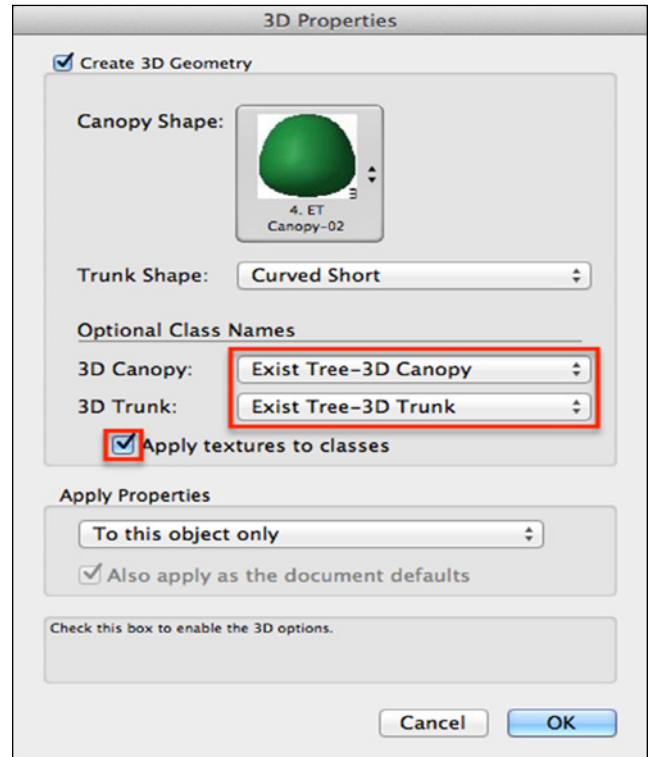 3D Properties
Create 3D Geometry
Canopy Shape:
3
4. ET
Canopy-02
Trunk Shape: Curved Short
Optional Class Names
3D Canopy: Exist Tree-3D Canopy
3D Trunk: Exist Tree-3D Trunk
Apply textures to classes
Apply Properties
To this object only
Also apply as the document defaults
Check this box to enable the 3D options.
Cancel OK